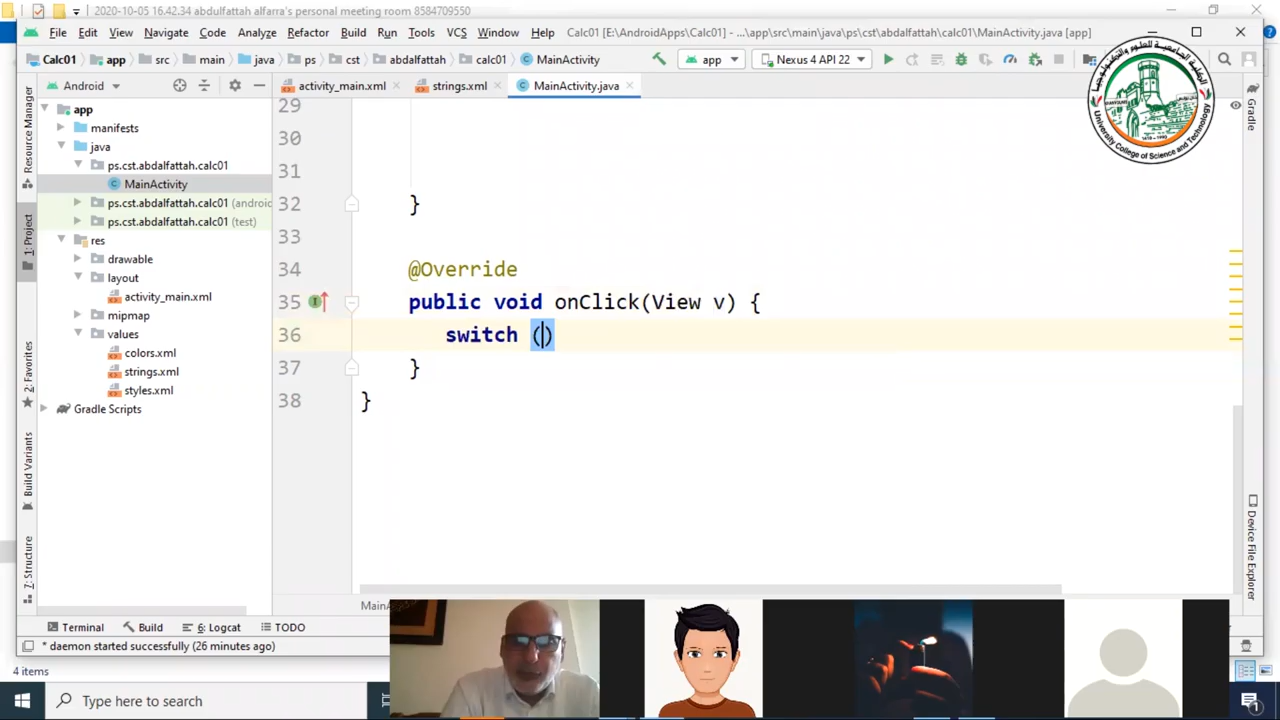 2020-10-05 16.42.34 abdulfattah alfarra's personal meeting room 8584709550
File Edit View Navigate Code Analyze Refactor Build Run Tools VCS Window Help Calc01 [E:\AndroidApps\Calc01] - ...\app\src\main\java\ps\cst\abdalfattah\calc01\MainActivity.java [app]
Calc01 app src main java ps cst abdalfattah calc01 MainActivity app Nexus 4 API 22
Android activity_main.xml strings.xml MainActivity.java
Resource Manager
1: Project
2: Favorites
Build Variants
7: Structure
app
manifests
java
ps.cst.abdalfattah.calc01
MainActivity
ps.cst.abdalfattah.calc01 (android
ps.cst.abdalfattah.calc01 (test)
res
drawable
layout
activity_main.xml
mipmap
values
colors.xml
strings.xml
styles.xml
Gradle Scripts
29
30
31
32 }
33
34 @Override
35 public void onClick(View v) {
36 switch ()
37 }
38 }
الكلية الجامعية للعلوم والتكنولوجيا
University College of Science and Technology
Gradle
Device File Explorer
Terminal Build 6: Logcat TODO
* daemon started successfully (26 minutes ago)
4 items
Type here to search
1